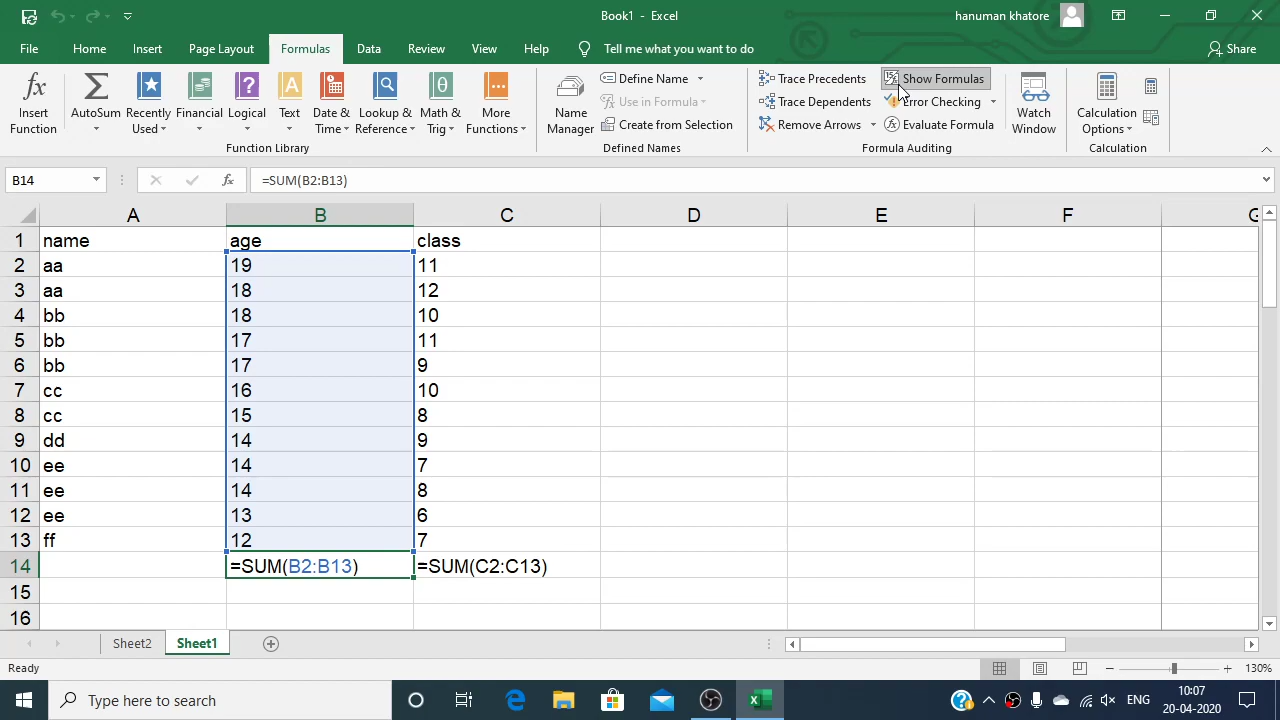 Book1 - Excel
hanuman khatore
File Home Insert Page Layout Formulas Data Review View Help Tell me what you want to do Share
fx Insert Function
Σ AutoSum
Recently Used
Financial
Logical
Text
Date & Time
Lookup & Reference
Math & Trig
More Functions
Function Library
Name Manager
Define Name
Use in Formula
Create from Selection
Defined Names
Trace Precedents
Trace Dependents
Remove Arrows
Show Formulas
Error Checking
Evaluate Formula
Formula Auditing
Watch Window
Calculation Options
Calculation
B14 fx =SUM(B2:B13)
A B C D E F G
1 name age class
2 aa 19 11
3 aa 18 12
4 bb 18 10
5 bb 17 11
6 bb 17 9
7 cc 16 10
8 cc 15 8
9 dd 14 9
10 ee 14 7
11 ee 14 8
12 ee 13 6
13 ff 12 7
14 =SUM(B2:B13) =SUM(C2:C13)
15
16
Sheet2 Sheet1
Ready 130%
Type here to search ENG 10:07
20-04-2020